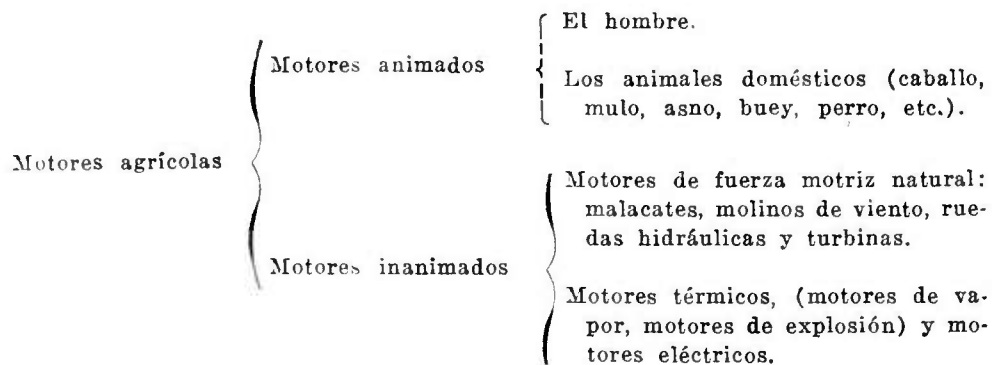 Motores agrícolas
Motores animados
El hombre.
Los animales domésticos (caballo,
mulo, asno, buey, perro, etc.).
Motores inanimados
Motores de fuerza motriz natural:
malacates, molinos de viento, rue-
das hidráulicas y turbinas.
Motores térmicos, (motores de va-
por, motores de explosión) y mo-
tores eléctricos.